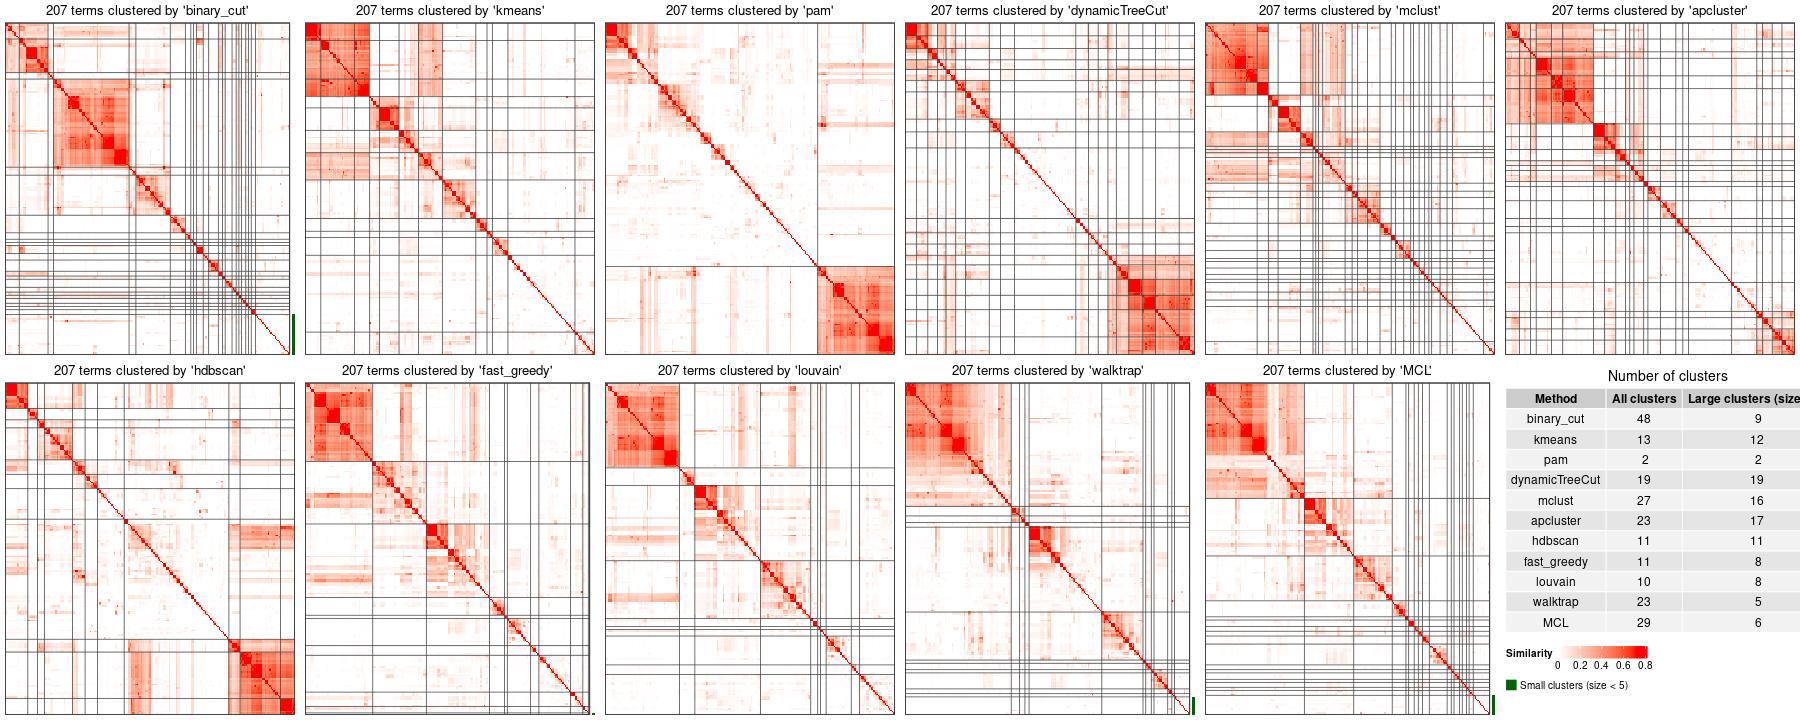 207 terms clustered by 'binary_cut'
207 terms clustered by 'kmeans'
207 terms clustered by 'pam'
207 terms clustered by 'dynamicTreeCut'
207 terms clustered by 'mclust'
207 terms clustered by 'apcluster'
207 terms clustered by 'hdbscan'
207 terms clustered by 'fast_greedy'
207 terms clustered by 'louvain'
207 terms clustered by 'walktrap'
207 terms clustered by 'MCL'
Number of clusters
Method All clusters Large clusters (size
binary_cut 48 9
kmeans 13 12
pam 2 2
dynamicTreeCut 19 19
mclust 27 16
apcluster 23 17
hdbscan 11 11
fast_greedy 11 8
louvain 10 8
walktrap 23 5
MCL 29 6
Similarity
0 0.2 0.4 0.6 0.8
Small clusters (size < 5)